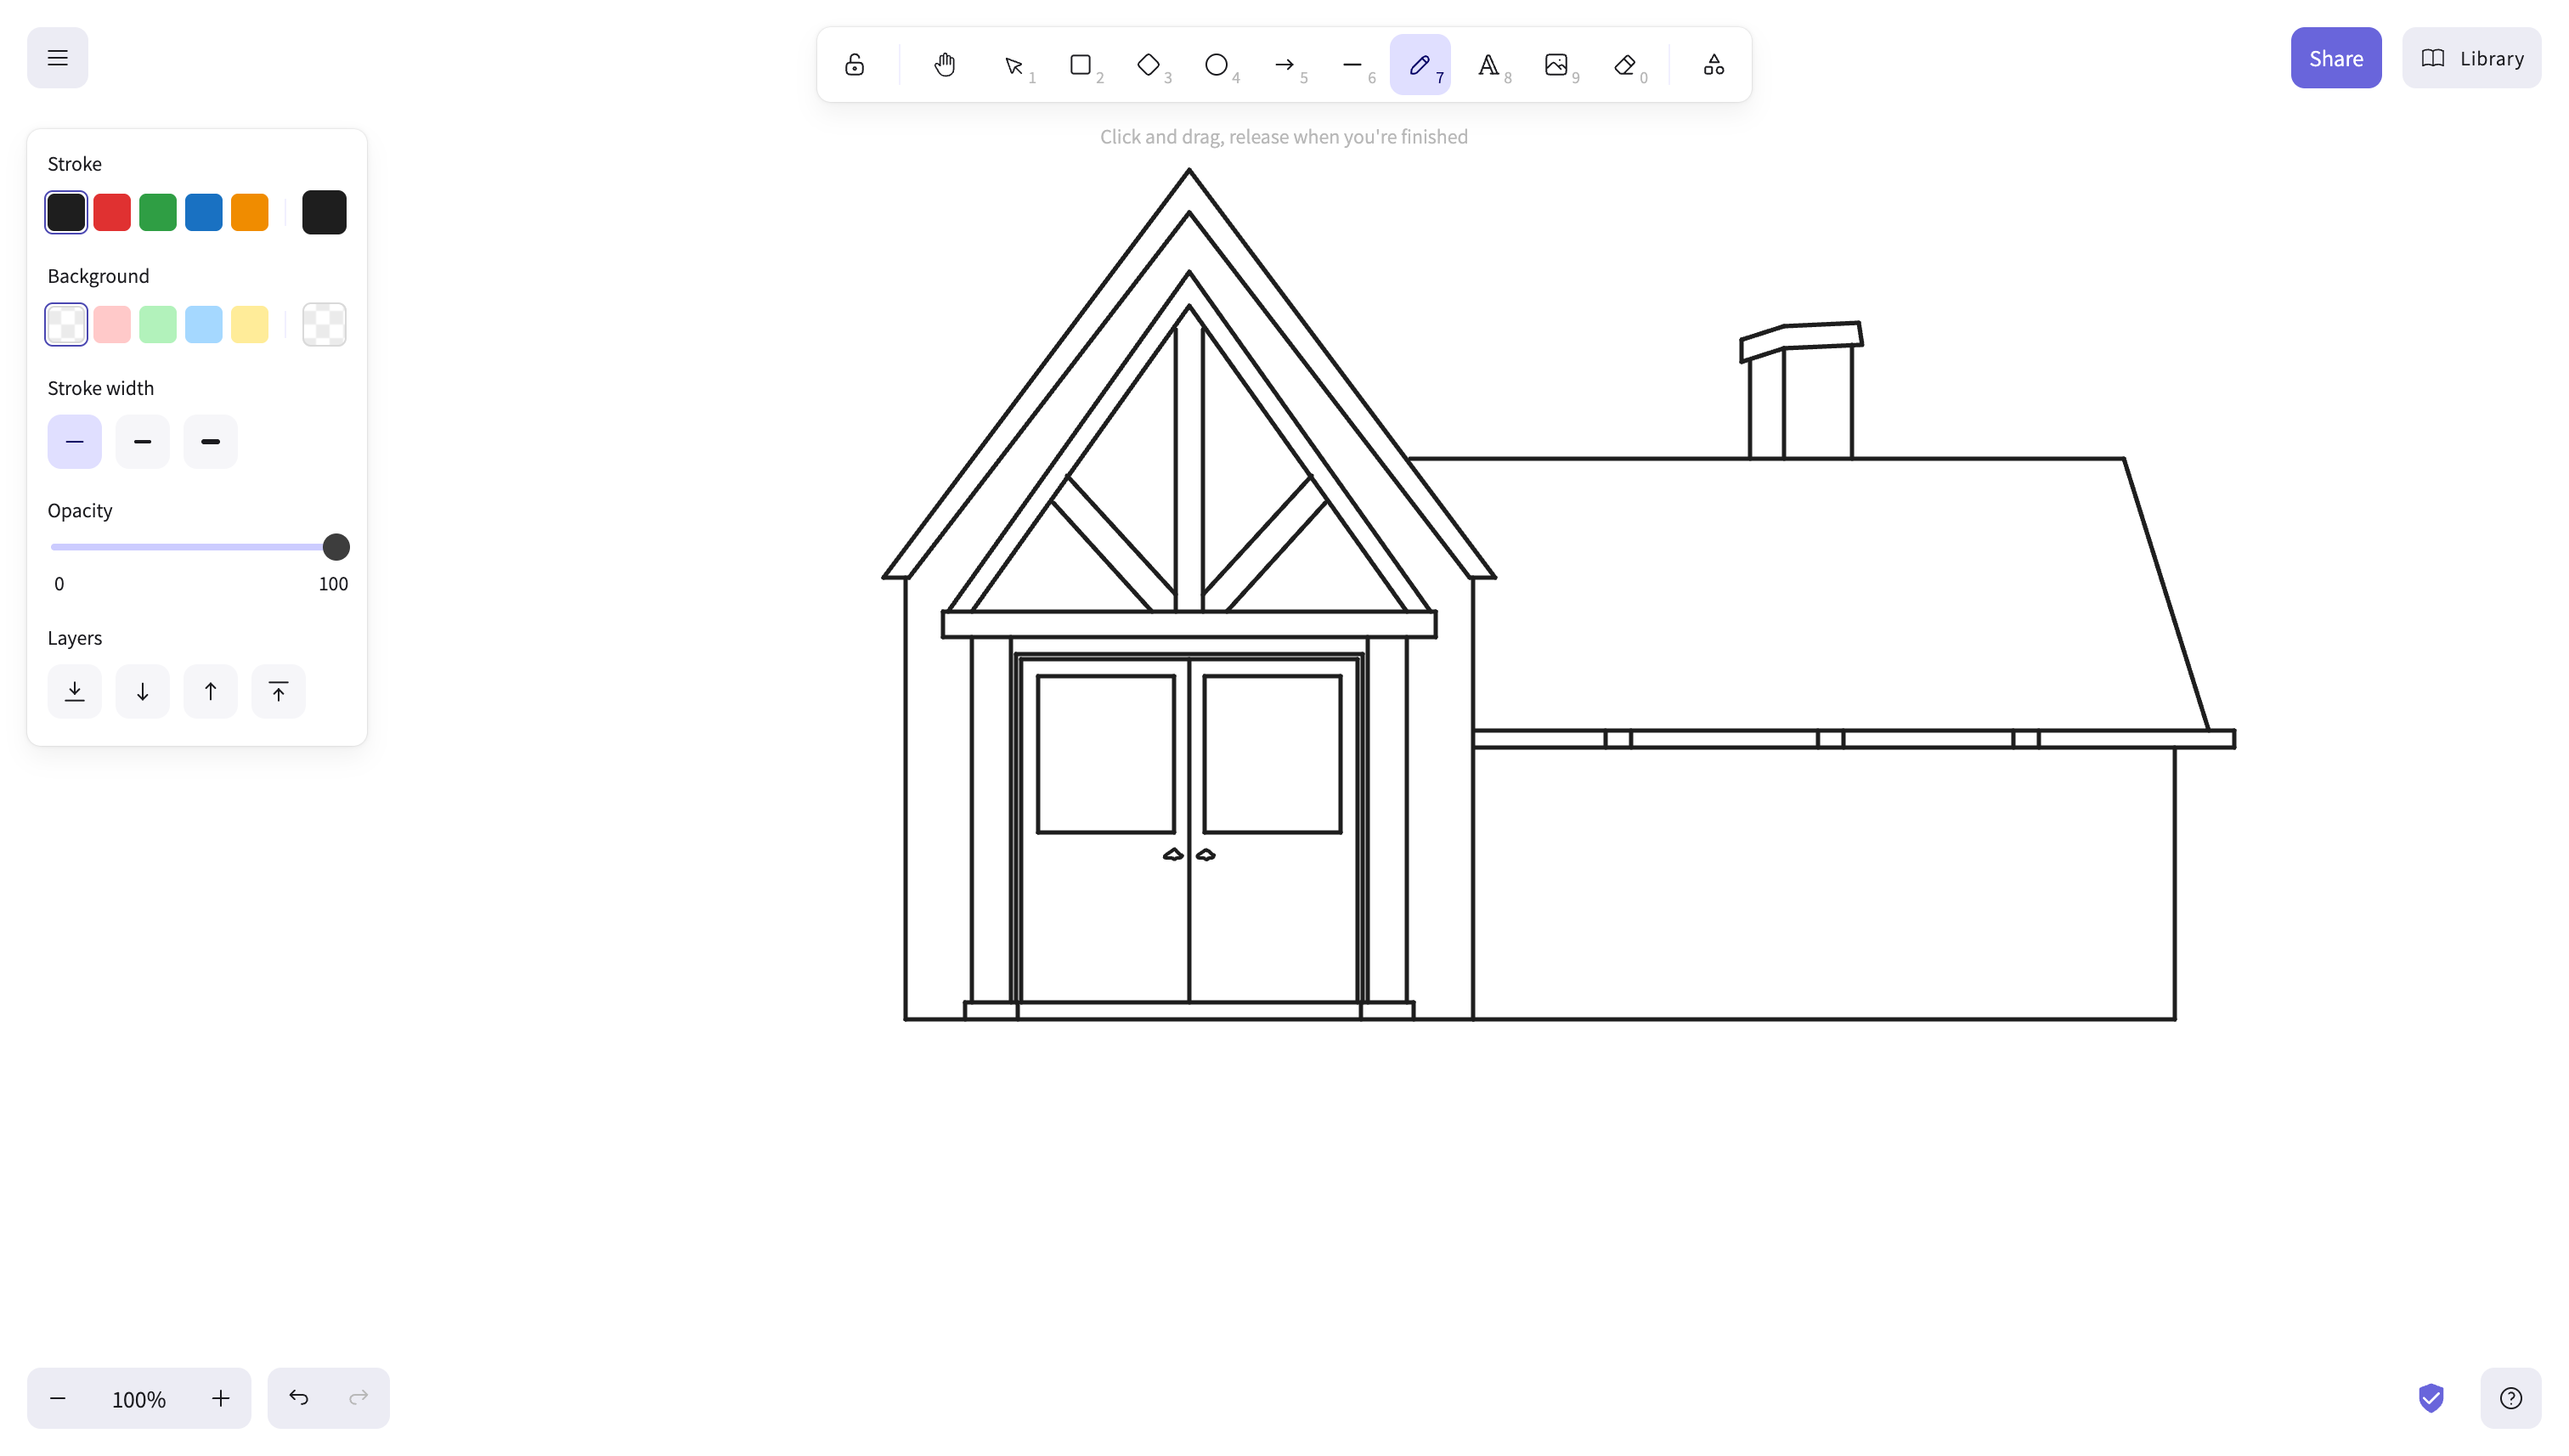 1
2
3
4
5
6
7
8
9
0
Share
Library
Click and drag, release when you're finished
Stroke
Background
Stroke width
Opacity
0
100
Layers
100%